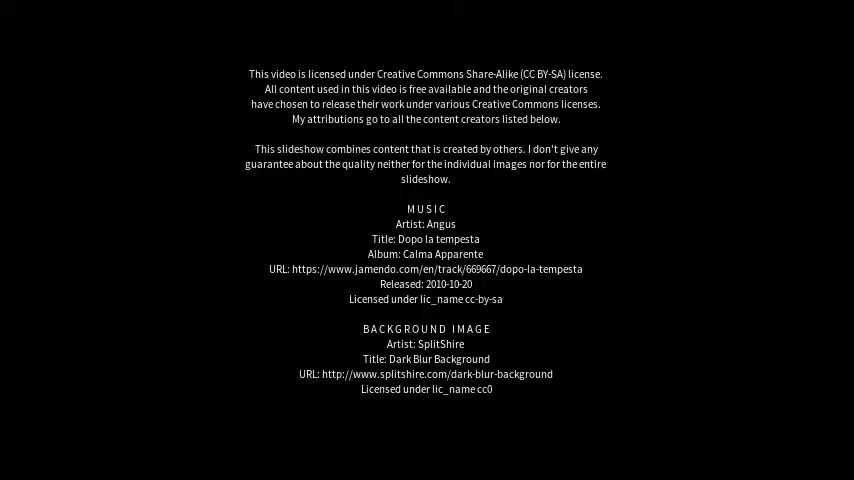 This video is licensed under Creative Commons Share-Alike (CC BY-SA) license.
All content used in this video is free available and the original creators
have chosen to release their work under various Creative Commons licenses.
My attributions go to all the content creators listed below.
This slideshow combines content that is created by others. I don't give any
guarantee about the quality neither for the individual images nor for the entire
slideshow.
MUSIC
Artist: Angus
Title: Dopo la tempesta
Album: Calma Apparente
URL: https://www.jamendo.com/en/track/669667/dopo-la-tempesta
Released: 2010-10-20
Licensed under lic_name cc-by-sa
BACKGROUND IMAGE
Artist: SplitShire
Title: Dark Blur Background
URL: http://www.splitshire.com/dark-blur-background
Licensed under lic_name cc0